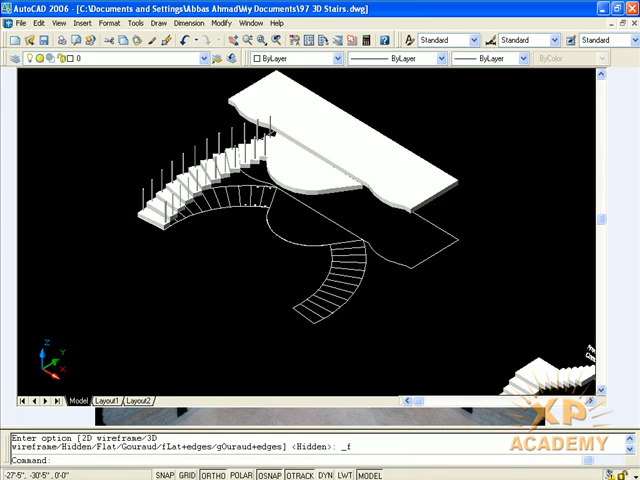 AutoCAD 2006 - [C:\Documents and Settings\Abbas Ahmad\My Documents\97 3D Stairs.dwg]
File Edit View Insert Format Tools Draw Dimension Modify Window Help
Standard Standard Standard
0 ByLayer ByLayer ByLayer ByColor
Z
Y
X
Model Layout1 Layout2
XP
ACADEMY
Enter option [2D wireframe/3D
wireframe/Hidden/Flat/Gouraud/fLat+edges/gOuraud+edges] <Hidden>: _f
Command:
-27'-5", -30'-5", 0'-0" SNAP GRID ORTHO POLAR OSNAP OTRACK DYN LWT MODEL